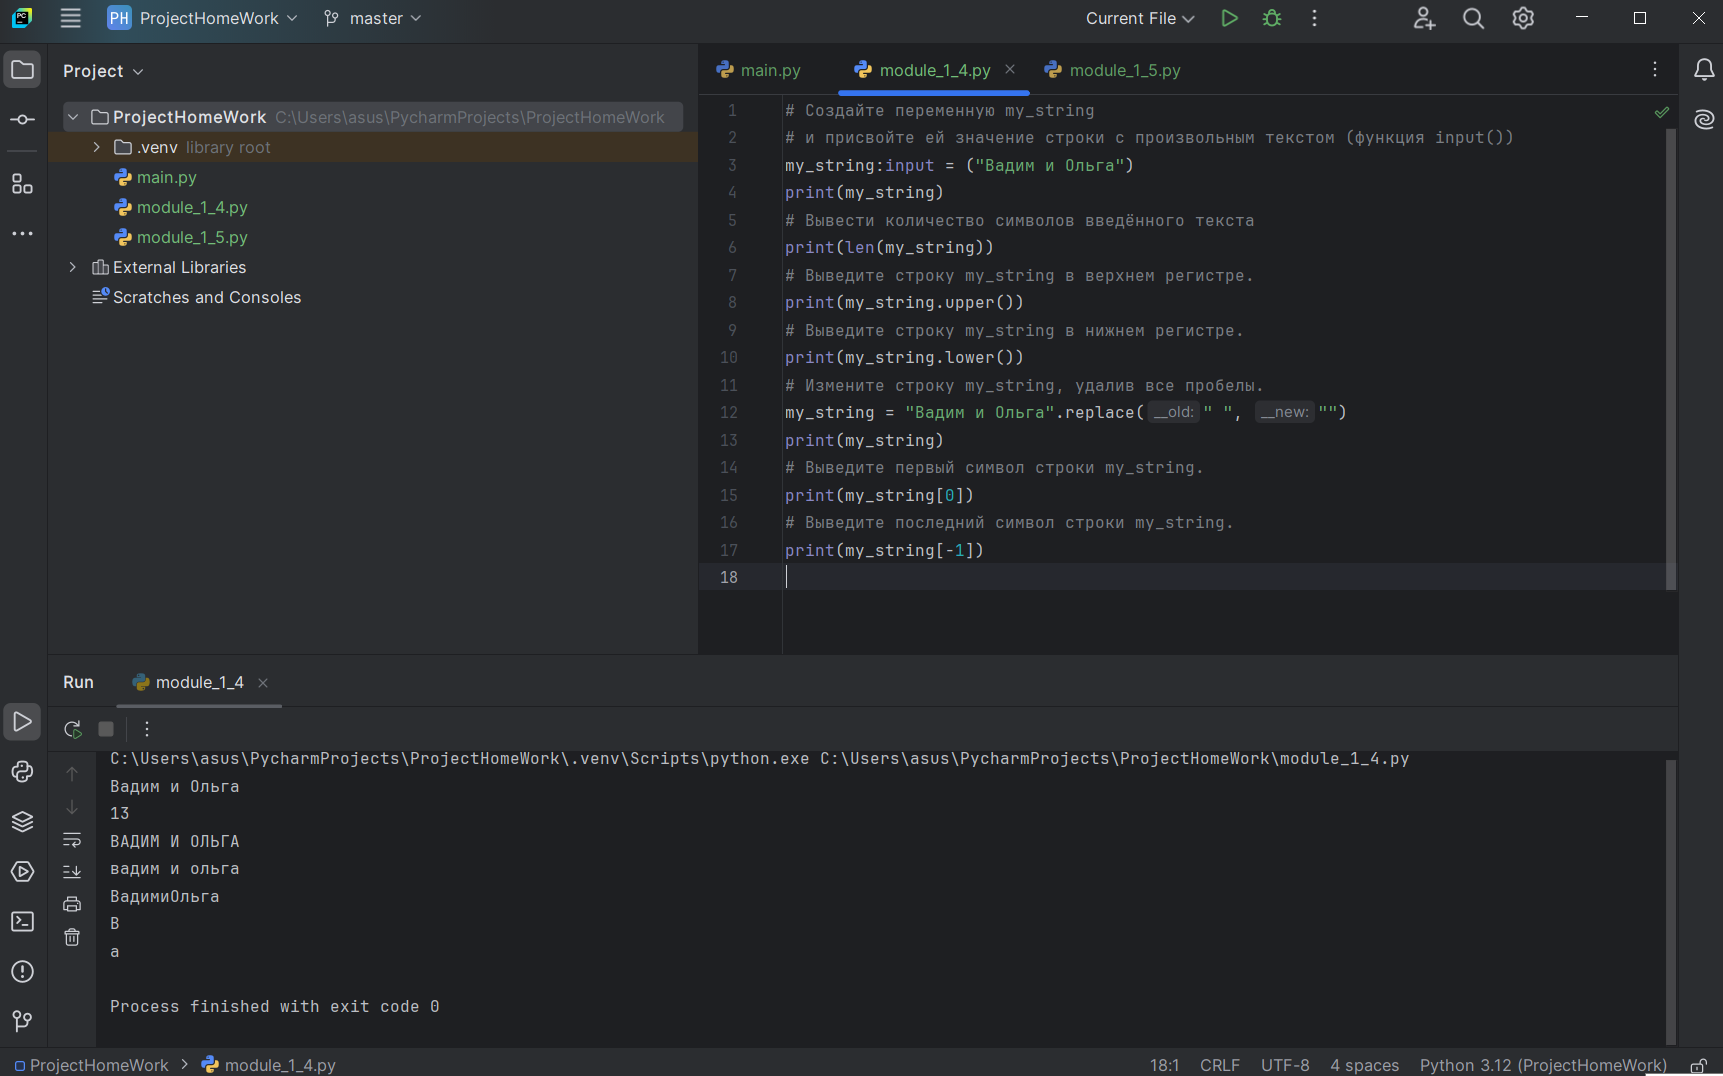 PC PH ProjectHomeWork master Current File
Project
ProjectHomeWork C:\Users\asus\PycharmProjects\ProjectHomeWork
.venv library root
main.py
module_1_4.py
module_1_5.py
External Libraries
Scratches and Consoles
main.py module_1_4.py module_1_5.py
1 # Создайте переменную my_string
2 # и присвойте ей значение строки с произвольным текстом (функция input())
3 my_string:input = ("Вадим и Ольга")
4 print(my_string)
5 # Вывести количество символов введённого текста
6 print(len(my_string))
7 # Выведите строку my_string в верхнем регистре.
8 print(my_string.upper())
9 # Выведите строку my_string в нижнем регистре.
10 print(my_string.lower())
11 # Измените строку my_string, удалив все пробелы.
12 my_string = "Вадим и Ольга".replace( __old: " ", __new: "")
13 print(my_string)
14 # Выведите первый символ строки my_string.
15 print(my_string[0])
16 # Выведите последний символ строки my_string.
17 print(my_string[-1])
18
Run module_1_4
C:\Users\asus\PycharmProjects\ProjectHomeWork\.venv\Scripts\python.exe C:\Users\asus\PycharmProjects\ProjectHomeWork\module_1_4.py
Вадим и Ольга
13
ВАДИМ И ОЛЬГА
вадим и ольга
ВадимиОльга
В
а
Process finished with exit code 0
ProjectHomeWork > module_1_4.py 18:1 CRLF UTF-8 4 spaces Python 3.12 (ProjectHomeWork)